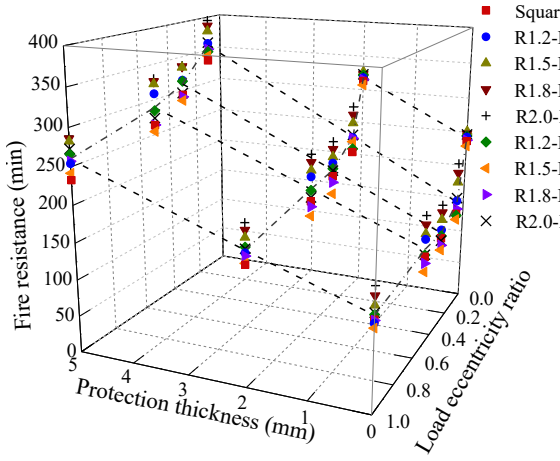 Squar
R1.2-
R1.5-
R1.8-
R2.0-
R1.2-
R1.5-
R1.8-
R2.0-
400
350
300
250
200
150
100
50
0
Fire resistance (min)
5
4
3
2
1
0
Protection thickness (mm)
0.0
0.2
0.4
0.6
0.8
1.0
Load eccentricity ratio